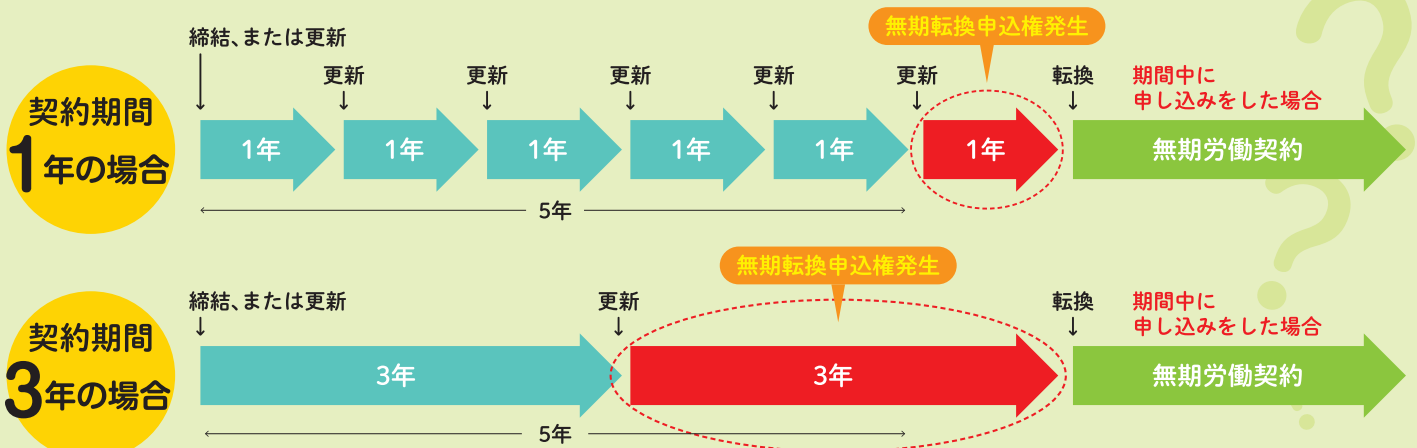 無期転換申込権発生
締結、または更新
更新
更新
更新
更新
更新
転換
期間中に
申し込みをした場合
契約期間
1年の場合
1年
1年
1年
1年
1年
1年
無期労働契約
5年
無期転換申込権発生
締結、または更新
更新
転換
期間中に
申し込みをした場合
契約期間
3年の場合
3年
3年
無期労働契約
5年